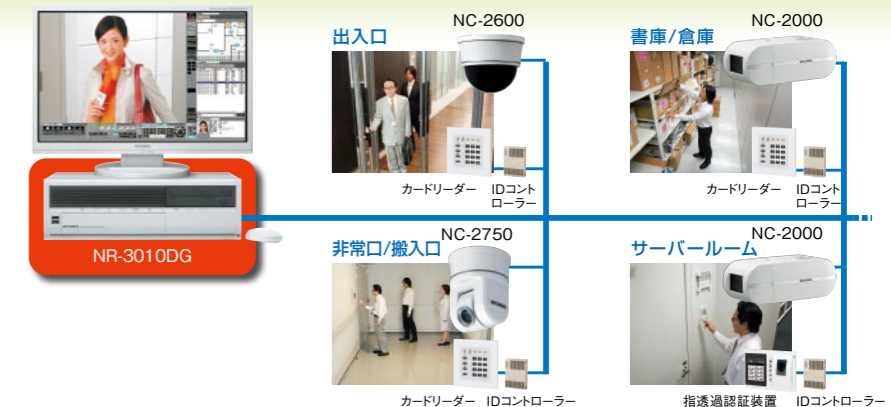 NC-2600
出入口
カードリーダー
IDコント
ローラー
NC-2000
書庫/倉庫
カードリーダー
IDコント
ローラー
NR-3010DG
NC-2750
非常口/搬入口
カードリーダー
IDコントローラー
NC-2000
サーバールーム
指透過認証装置
IDコントローラー